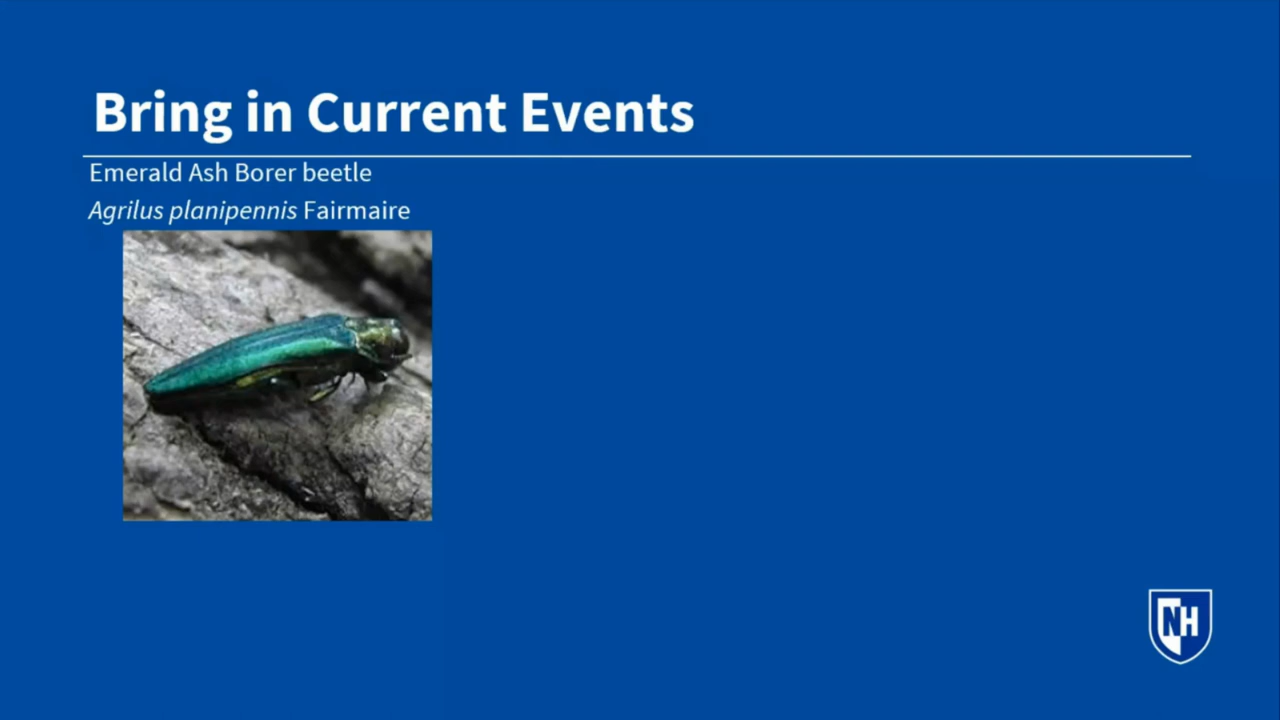 Bring in Current Events
Emerald Ash Borer beetle
Agrilus planipennis Fairmaire
NH